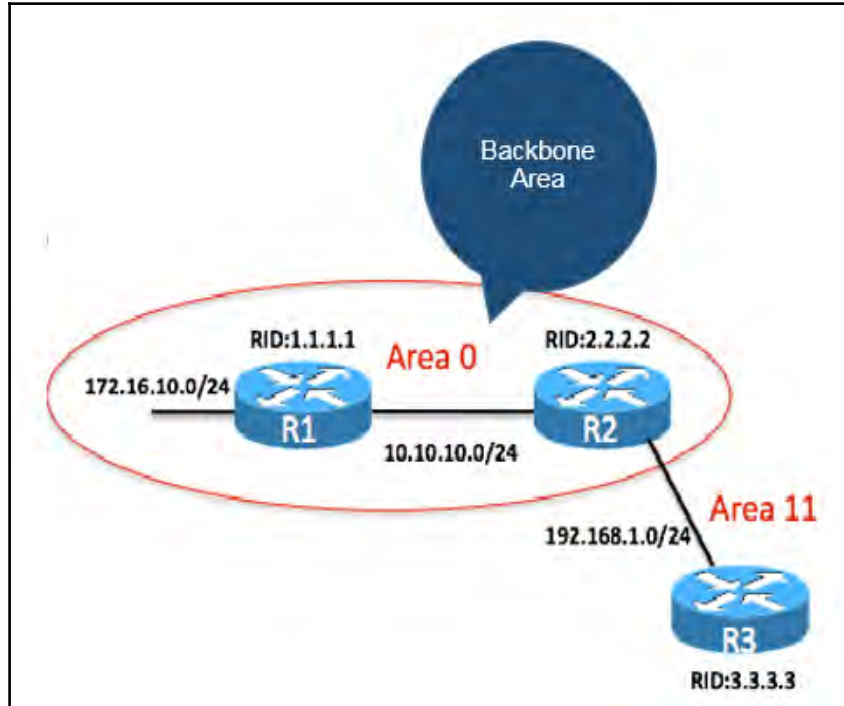 Backbone
Area
RID:1.1.1.1
Area 0
RID:2.2.2.2
172.16.10.0/24
R1
R2
10.10.10.0/24
Area 11
192.168.1.0/24
R3
RID:3.3.3.3